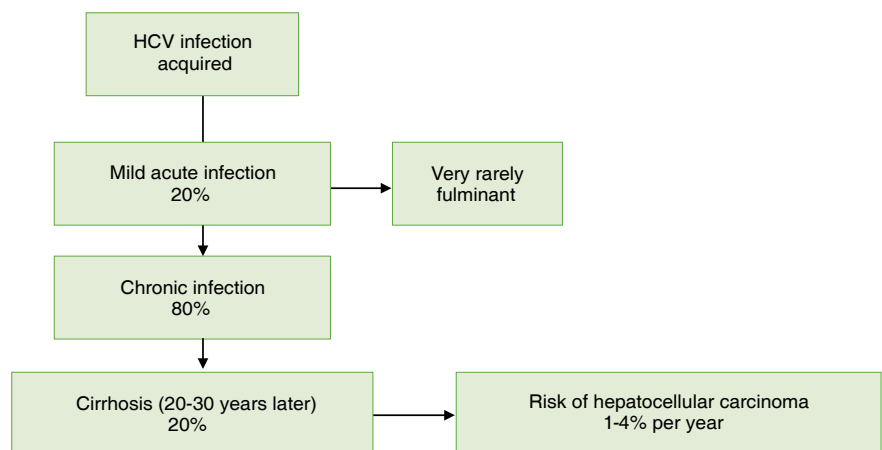 HCV infection
acquired
Mild acute infection
20%
Very rarely
fulminant
Chronic infection
80%
Cirrhosis (20-30 years later)
20%
Risk of hepatocellular carcinoma
1-4% per year